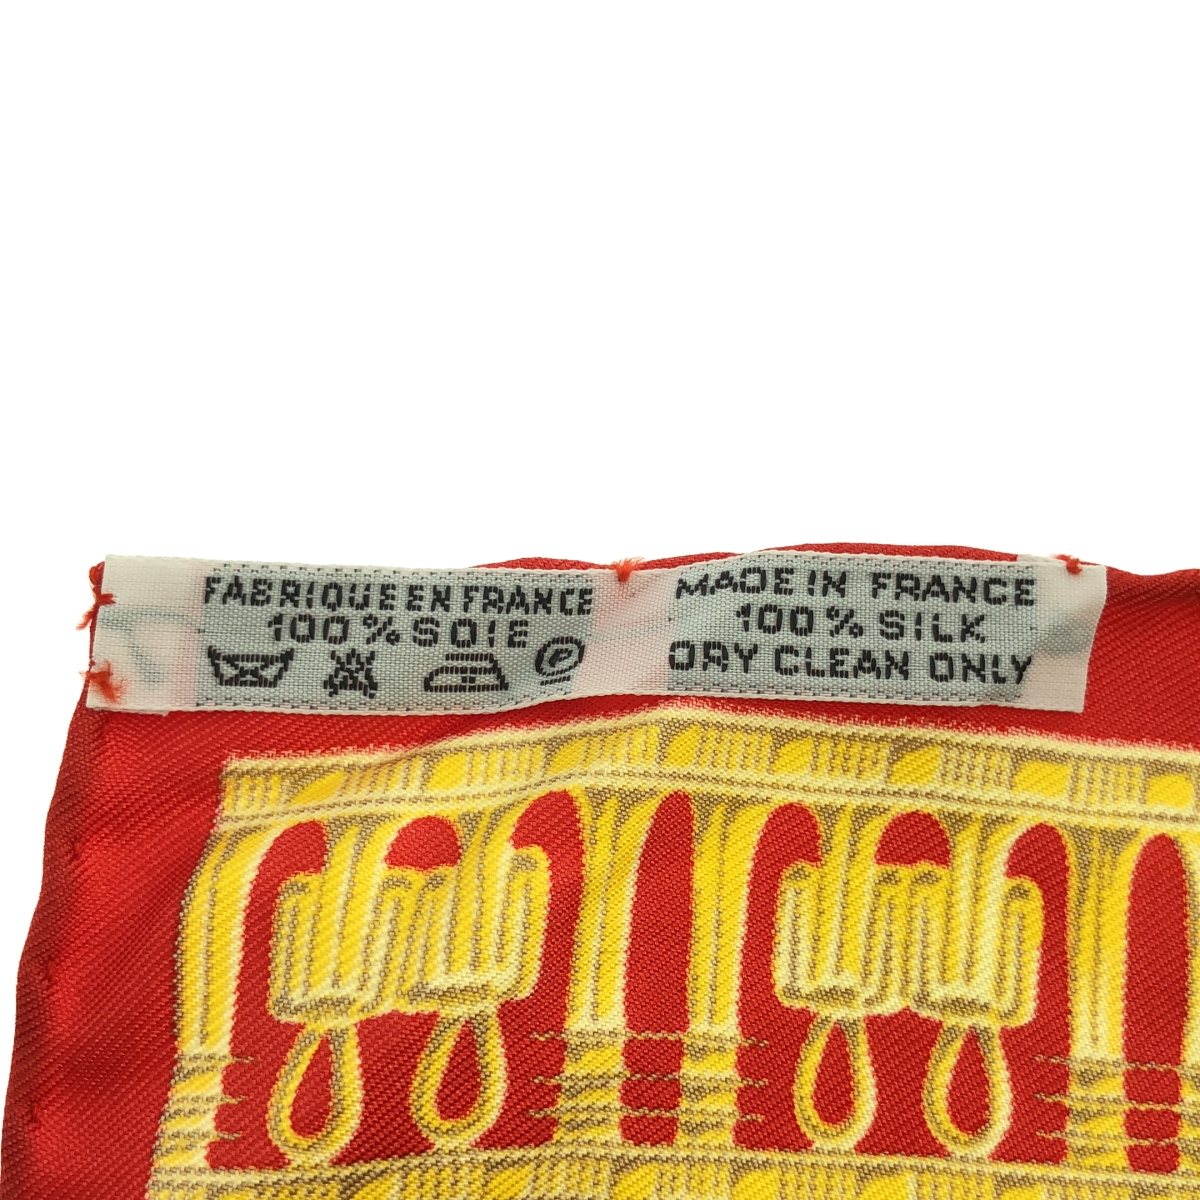 FABRIQUE EN FRANCE
100% SOIE
P
MADE IN FRANCE
100% SILK
DRY CLEAN ONLY